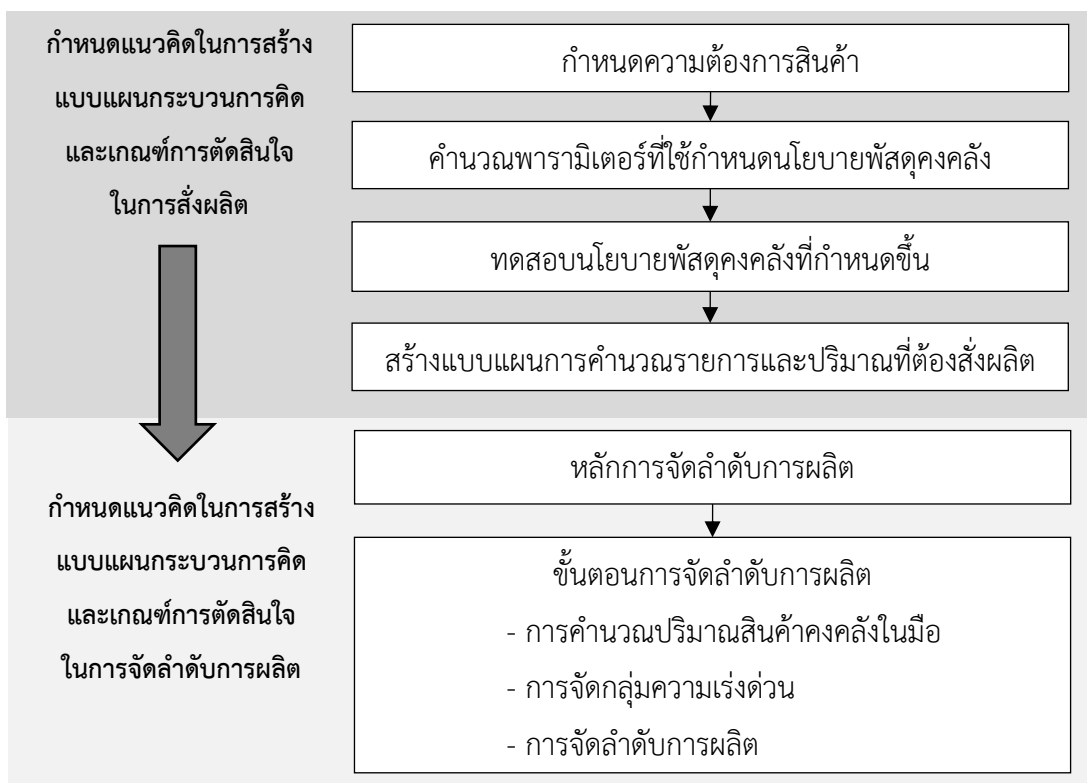 กำหนดแนวคิดในการสร้าง
แบบแผนกระบวนการคิด
และเกณฑ์การตัดสินใจ
ในการสั่งผลิต
กำหนดความต้องการสินค้า
คำนวณพารามิเตอร์ที่ใช้กำหนดนโยบายพัสดุคงคลัง
ทดสอบนโยบายพัสดุคงคลังที่กำหนดขึ้น
สร้างแบบแผนการคำนวณรายการและปริมาณที่ต้องสั่งผลิต
กำหนดแนวคิดในการสร้าง
แบบแผนกระบวนการคิด
และเกณฑ์การตัดสินใจ
ในการจัดลำดับการผลิต
หลักการจัดลำดับการผลิต
ขั้นตอนการจัดลำดับการผลิต
- การคำนวณปริมาณสินค้าคงคลังในมือ
- การจัดกลุ่มความเร่งด่วน
- การจัดลำดับการผลิต